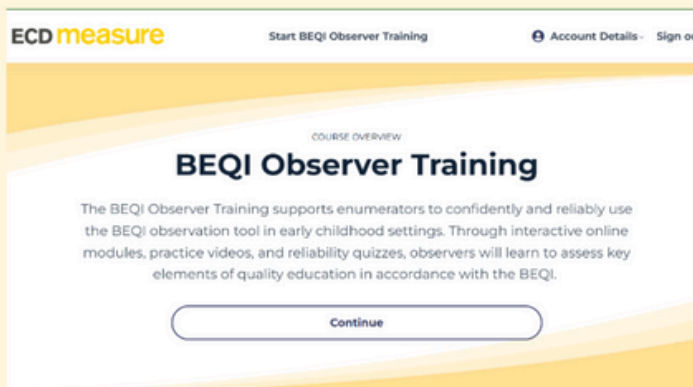 ECD measure Start BEQI Observer Training Account Details
COURSE OVERVIEW
BEQI Observer Training
The BEQI Observer Training supports enumerators to confidently and reliably use
the BEQI observation tool in early childhood settings. Through interactive online
modules, practice videos, and reliability quizzes, observers will learn to assess key
elements of quality education in accordance with the BEQI.
Continue